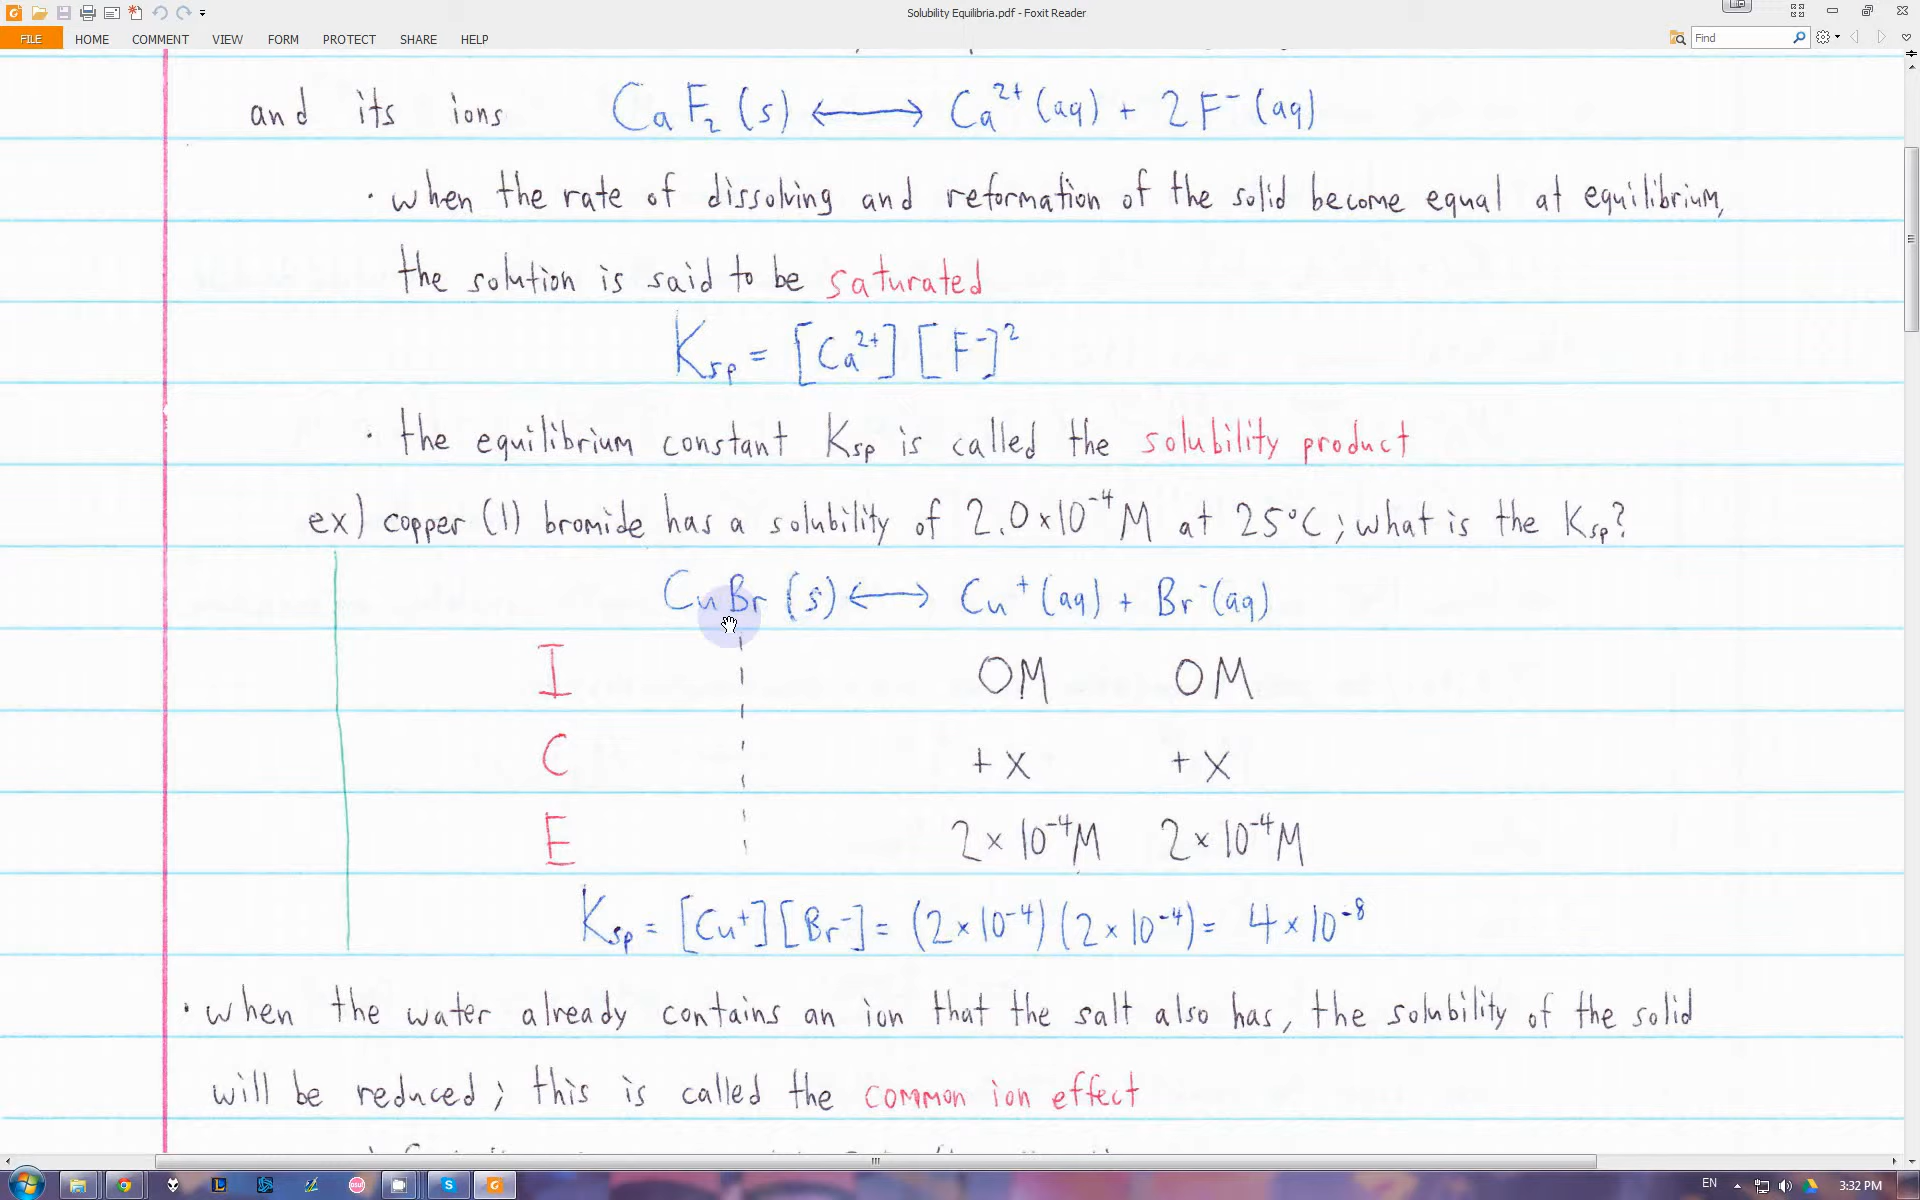 Solubility Equilibria.pdf - Foxit Reader
FILE HOME COMMENT VIEW FORM PROTECT SHARE HELP
Find
and its ions CaF₂ (s) ⟷ Ca²⁺ (aq) + 2F⁻ (aq)
· when the rate of dissolving and reformation of the solid become equal at equilibrium,
the solution is said to be saturated
Ksp = [Ca²⁺] [F⁻]²
· the equilibrium constant Ksp is called the solubility product
ex) copper (I) bromide has a solubility of 2.0×10⁻⁴ M at 25°C; what is the Ksp?
CuBr (s) ⟷ Cu⁺ (aq) + Br⁻ (aq)
I 0M 0M
C +x +x
E 2×10⁻⁴M 2×10⁻⁴M
Ksp = [Cu⁺][Br⁻] = (2×10⁻⁴)(2×10⁻⁴) = 4×10⁻⁸
· when the water already contains an ion that the salt also has, the solubility of the solid
will be reduced; this is called the common ion effect
EN 3:32 PM